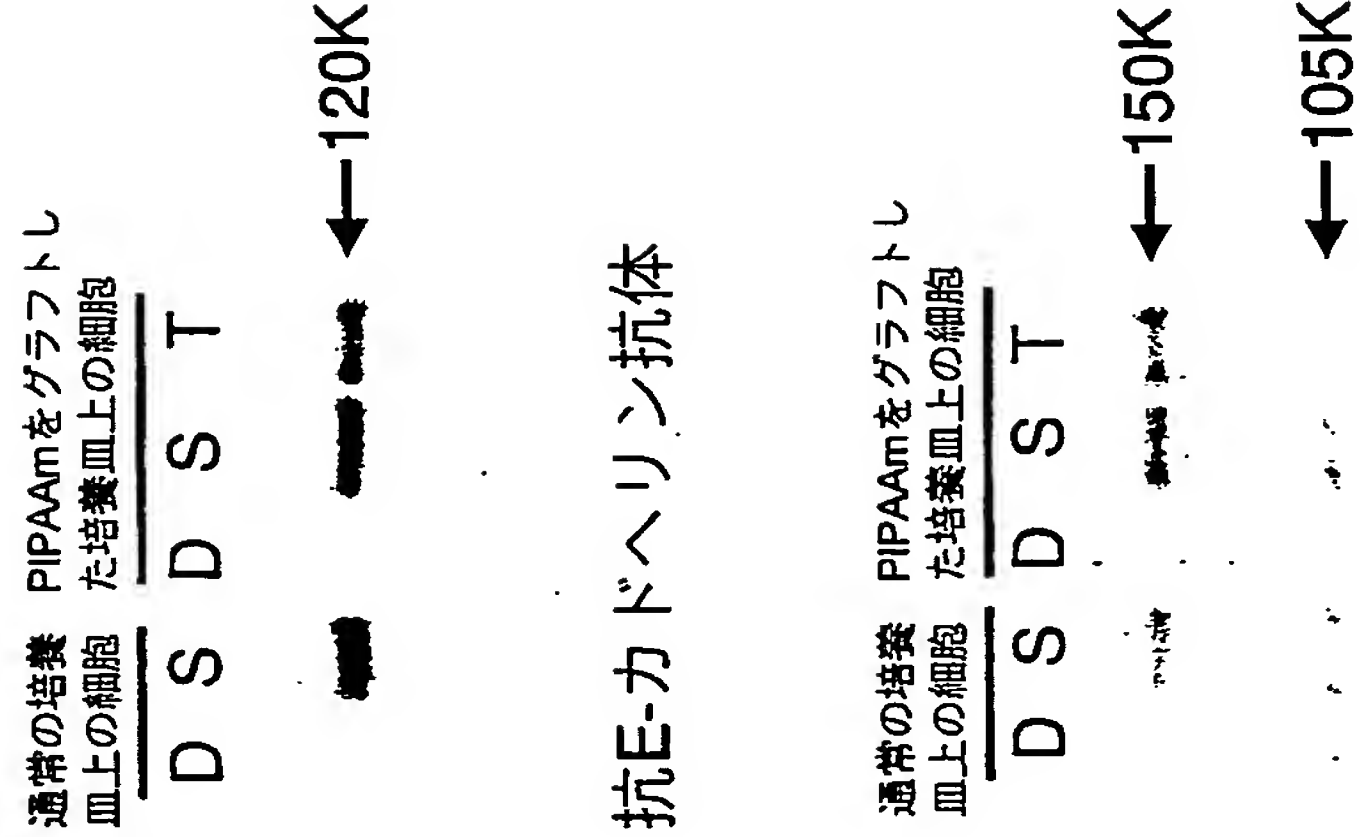 通常の培養
皿上の細胞
PIPAAmをグラフトし
た培養皿上の細胞
D S D S T
←120K
抗E-カドヘリン抗体
通常の培養
皿上の細胞
PIPAAmをグラフトし
た培養皿上の細胞
D S D S T
←150K
←105K